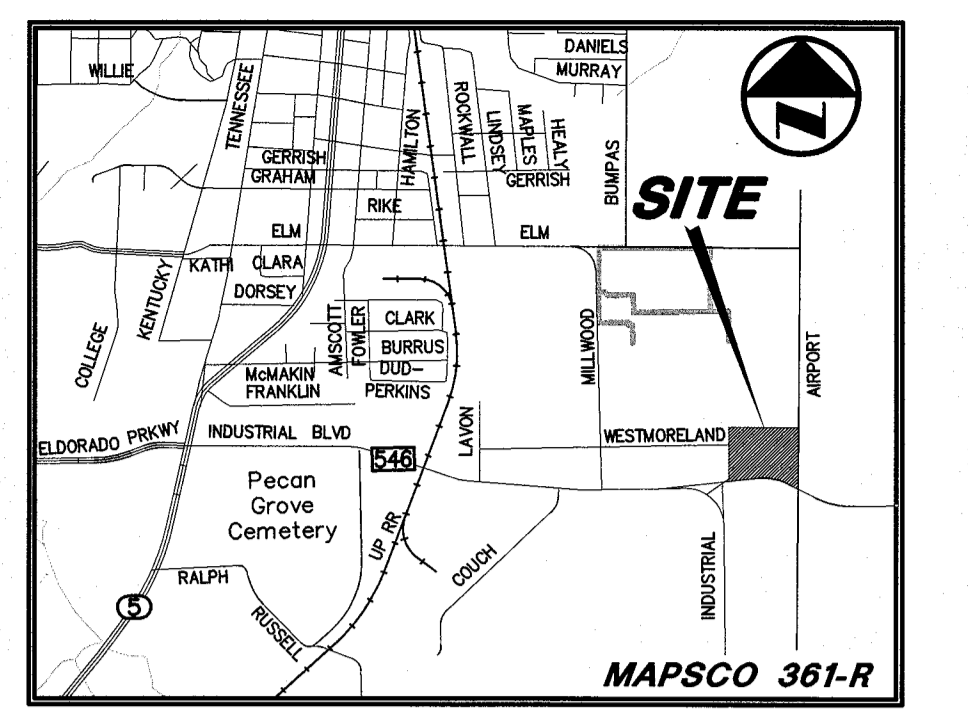 DANIELS
WILLIE
MURRAY
TENNESSEE
HAMILTON
ROCKWALL
LINDSEY
MAPLES
HEALY
BUMPAS
N
GERRISH
GRAHAM
GERRISH
RIKE
SITE
ELM
ELM
KATHI
CLARA
DORSEY
COLLEGE
KENTUCKY
AMSCOTT
FOWLER
CLARK
BURRUS
DUD-
PERKINS
McMAKIN
FRANKLIN
MILLWOOD
AIRPORT
LAVON
ELDORADO PRKWY
INDUSTRIAL BLVD
WESTMORELAND
546
Pecan
Grove
Cemetery
UP RR
COUCH
INDUSTRIAL
RALPH
5
RUSSELL
MAPSCO 361-R